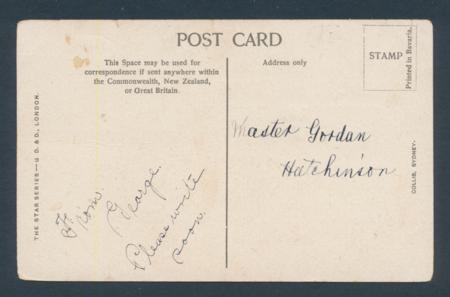 POST CARD
This Space may be used for
correspondence if sent anywhere within
the Commonwealth, New Zealand,
or Great Britain.
Address only
STAMP
Printed in Bavaria.
THE STAR SERIES—G. D. & D., LONDON.
COLLIS, SYDNEY.
From
George.
Please write
soon.
Master Gordan
Hatchinson